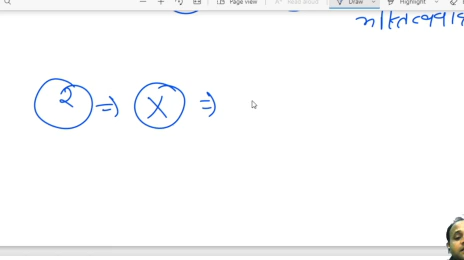 Page view
Read aloud
Draw
Highlight
2 ⇒ X ⇒